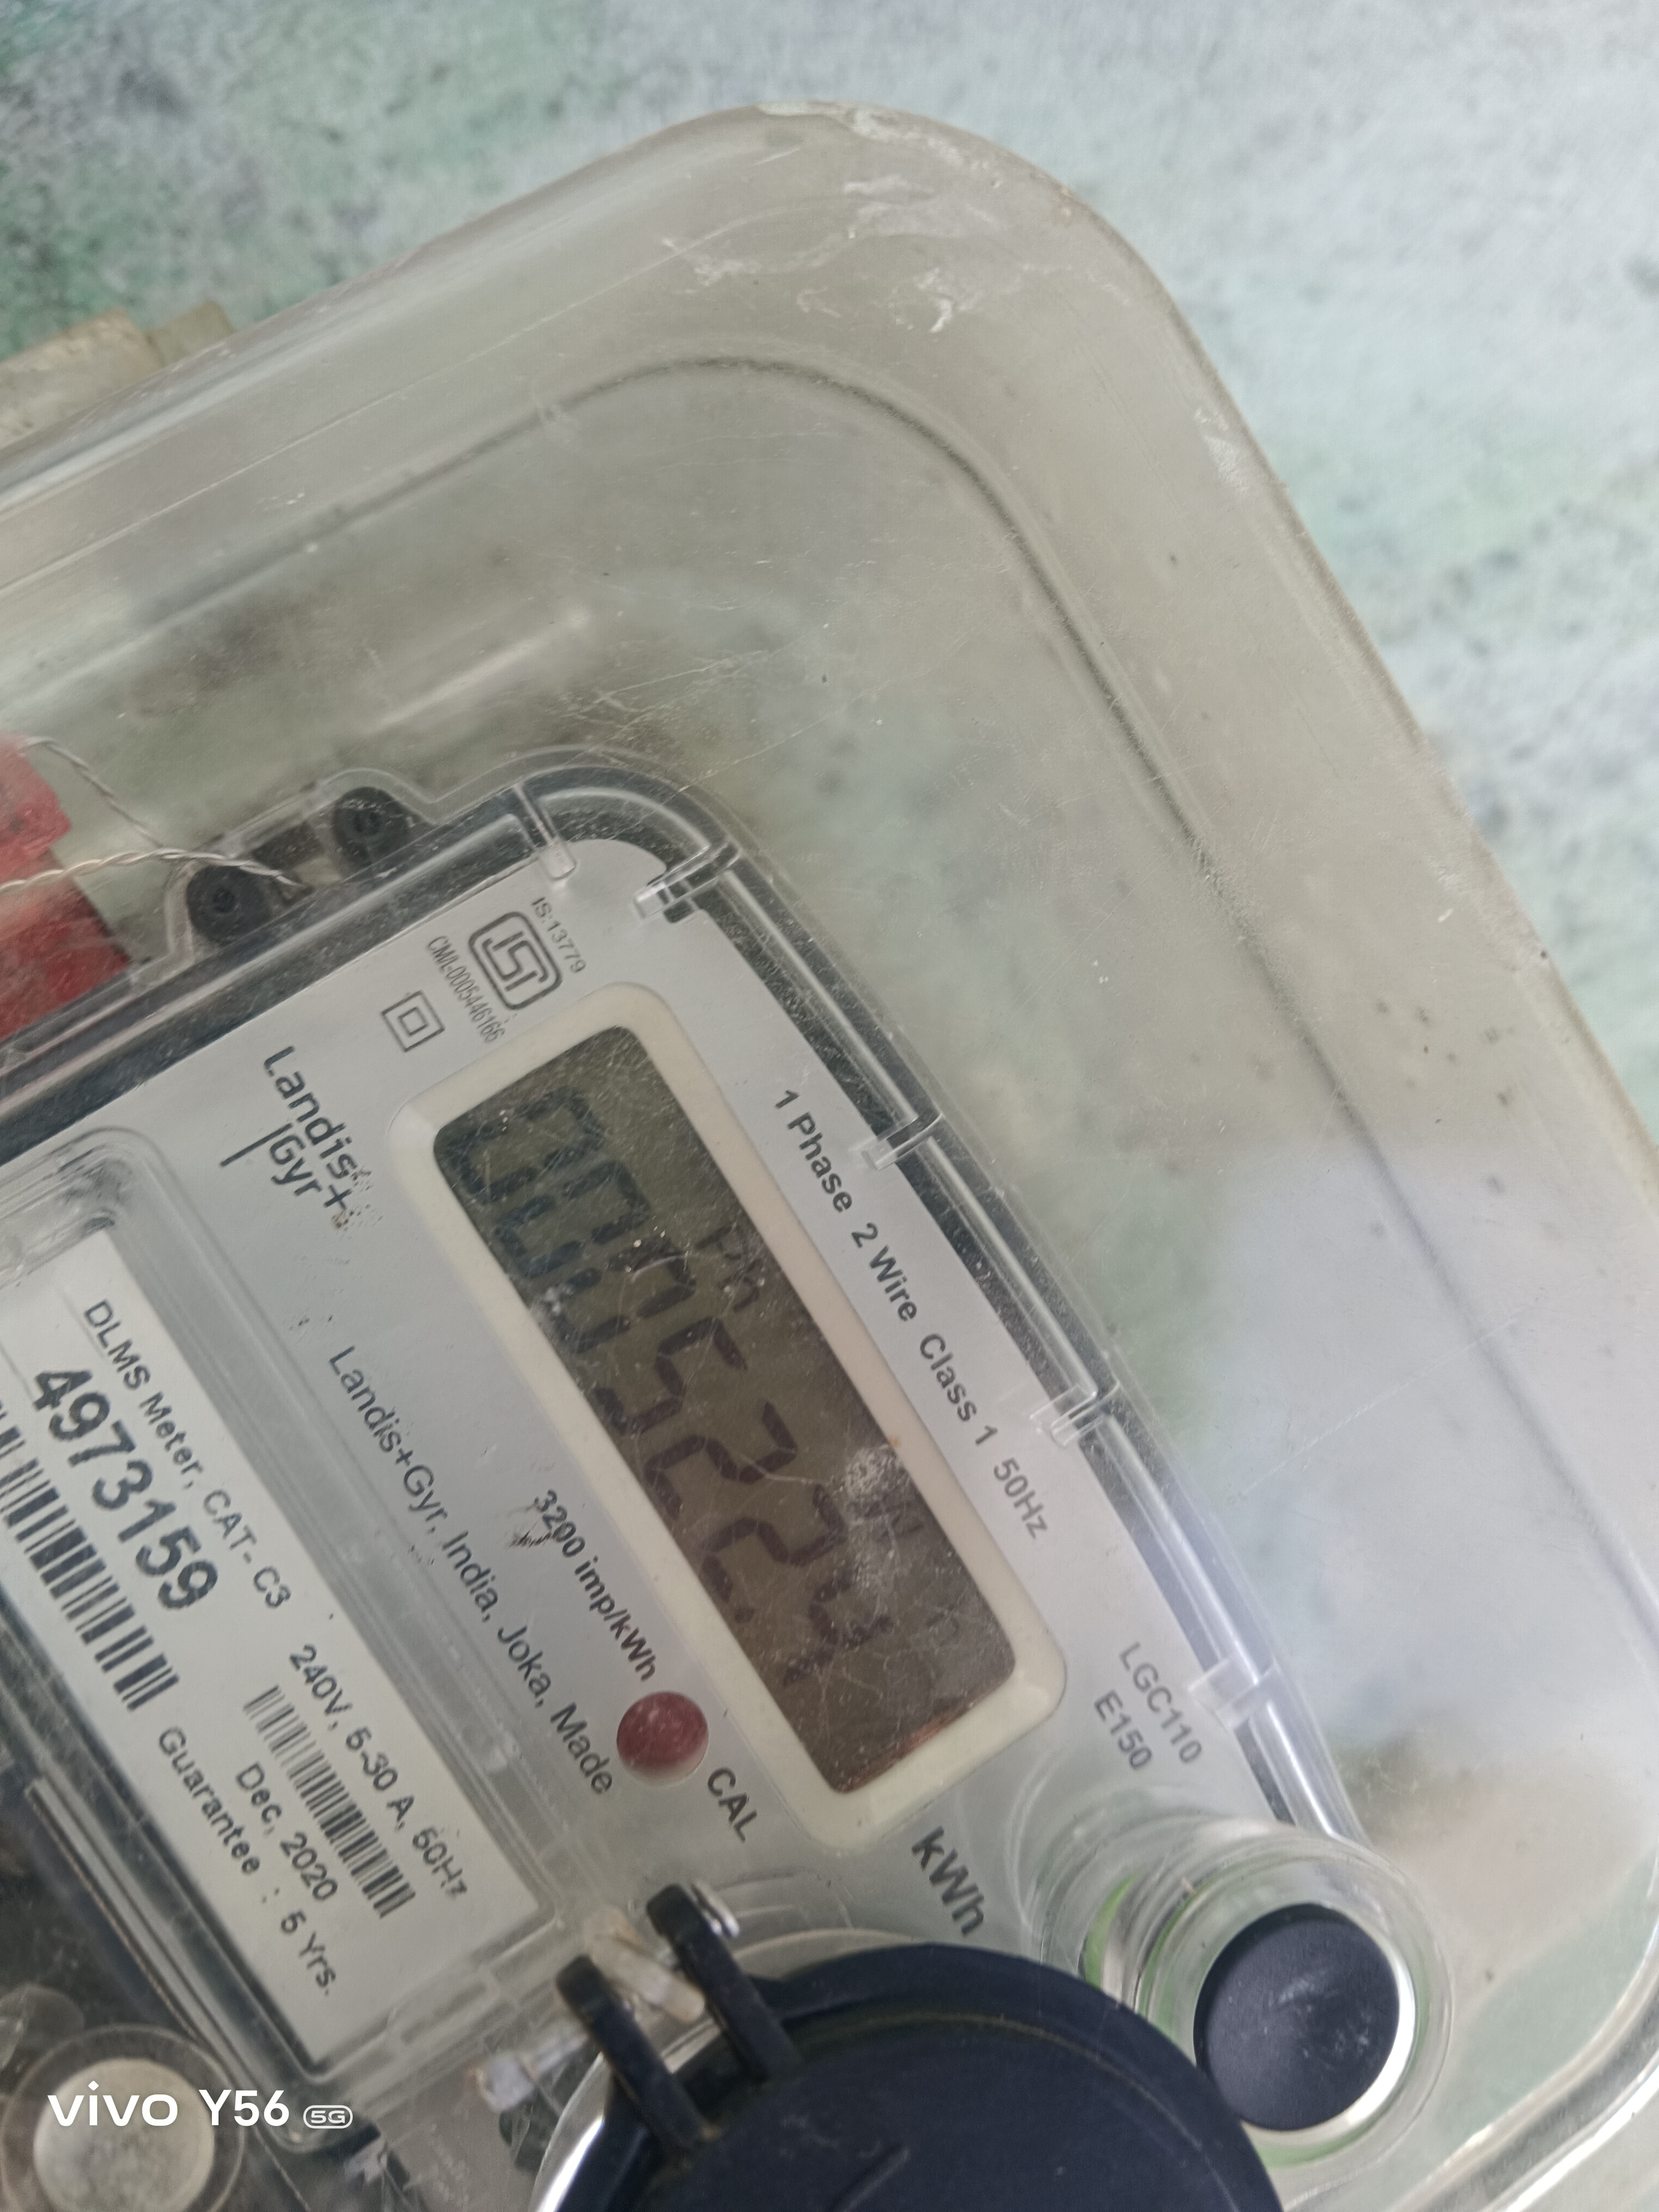 IS:13779
CM/L-0005446166
Landis+
Gyr+
1 Phase 2 Wire Class 1 50Hz
LGC110
E150
kWh
3200 imp/kWh
CAL
Landis+Gyr, India, Joka, Made
DLMS Meter, CAT- C3
240V, 5-30 A, 50Hz
4973159
Dec, 2020
Guarantee : 5 Yrs.
vivo Y56 5G